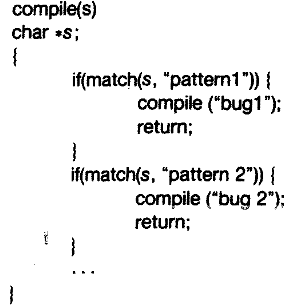 compile(s)
char *s;
{
if(match(s, "pattern1")) {
compile ("bug1");
return;
}
if(match(s, "pattern 2")) {
compile ("bug 2");
return;
}
...
}